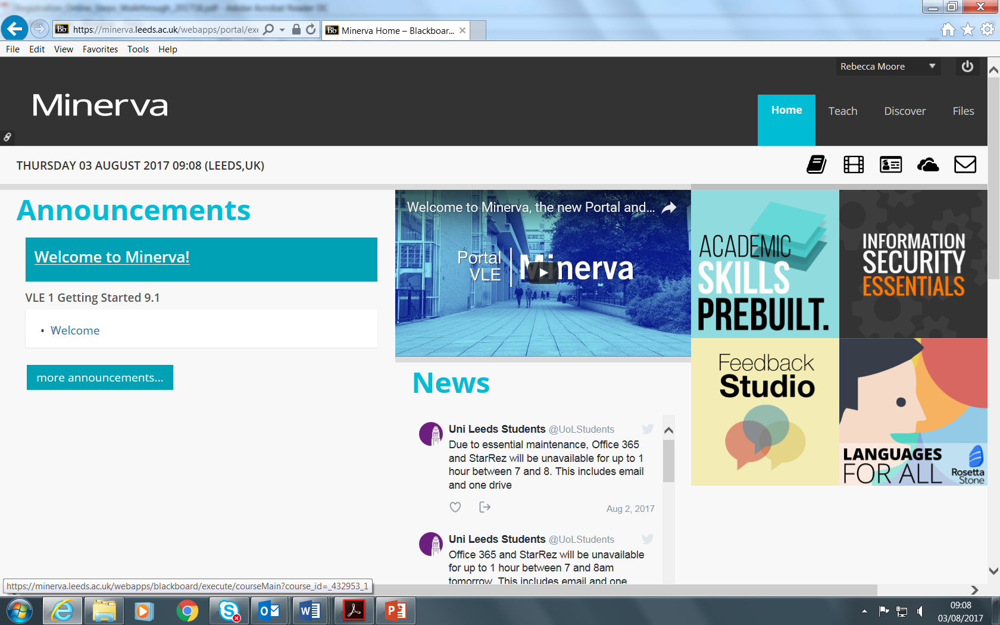 Registration_Online_Steps_Walkthrough_201718.pdf - Adobe Acrobat Reader DC
https://minerva.leeds.ac.uk/webapps/portal/exe
Minerva Home – Blackboar...
File Edit View Favorites Tools Help
Rebecca Moore
Minerva
Home Teach Discover Files
THURSDAY 03 AUGUST 2017 09:08 (LEEDS,UK)
Announcements
Welcome to Minerva!
VLE 1 Getting Started 9.1
• Welcome
more announcements...
Welcome to Minerva, the new Portal and...
Portal
VLE
Minerva
News
Uni Leeds Students @UoLStudents
Due to essential maintenance, Office 365
and StarRez will be unavailable for up to 1
hour between 7 and 8. This includes email
and one drive
Aug 2, 2017
Uni Leeds Students @UoLStudents
Office 365 and StarRez will be unavailable
for up to 1 hour between 7 and 8am
tomorrow. This includes email and one
ACADEMIC
SKILLS
PREBUILT.
INFORMATION
SECURITY
ESSENTIALS
Feedback
Studio
LANGUAGES
FOR ALL
Rosetta
Stone
https://minerva.leeds.ac.uk/webapps/blackboard/execute/courseMain?course_id=_432953_1
09:08
03/08/2017